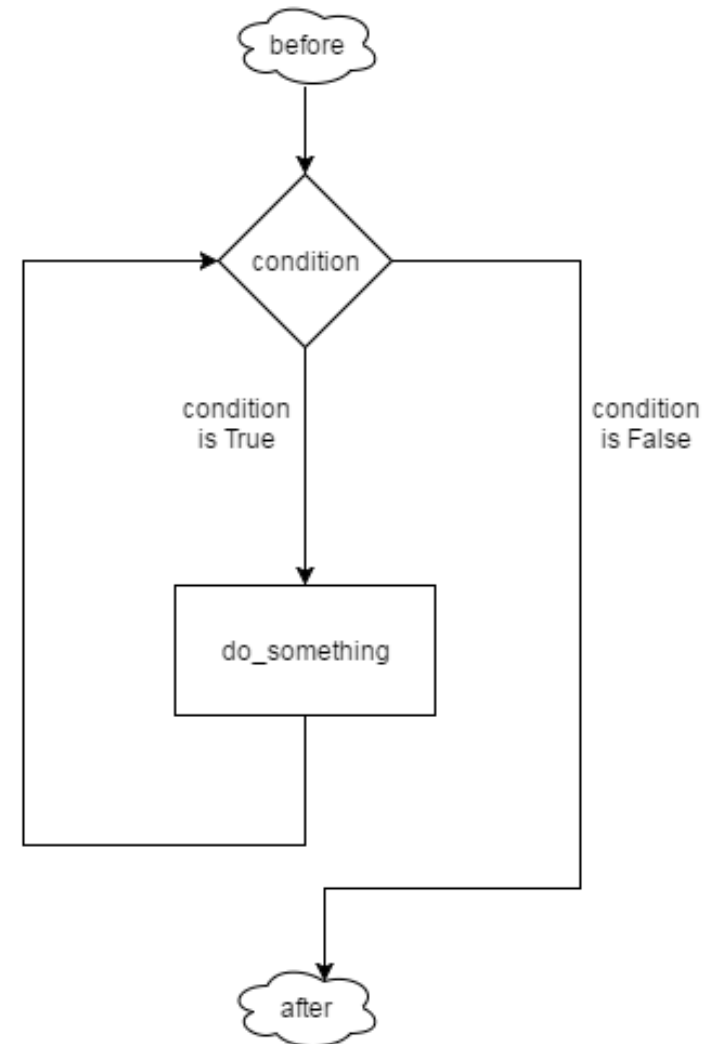 before
condition
condition
is True
condition
is False
do_something
after